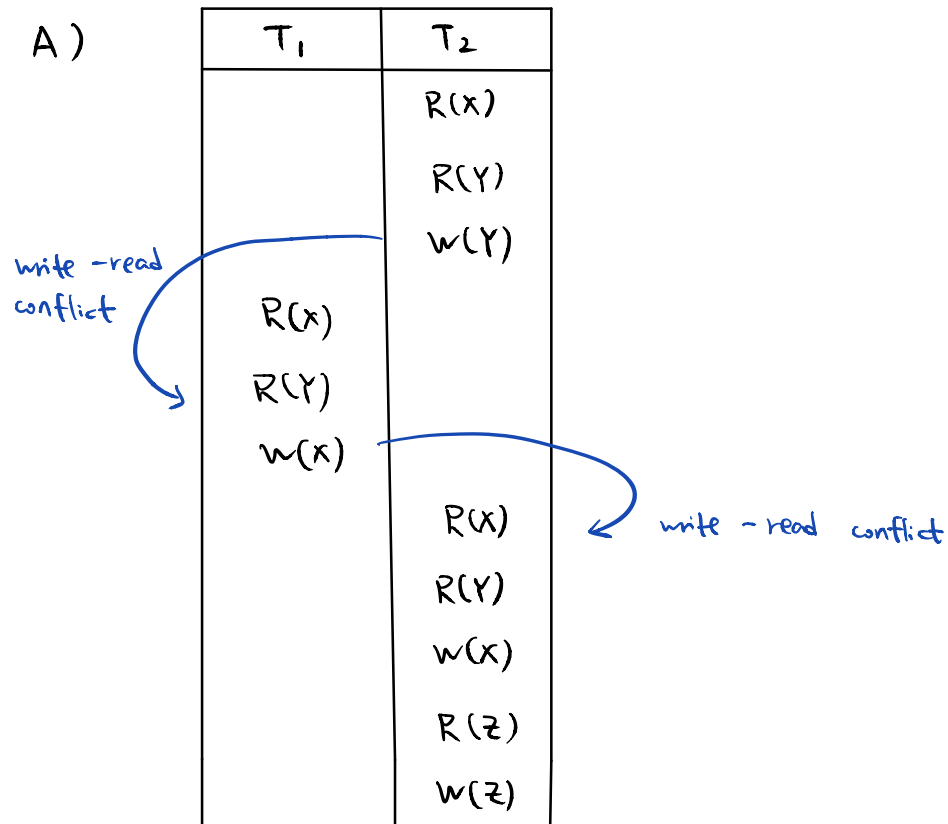 A)
T₁ T₂
R(X)
R(Y)
W(Y)
write-read
conflict
R(X)
R(Y)
W(X)
R(X)
write-read conflict
R(Y)
W(X)
R(Z)
W(Z)